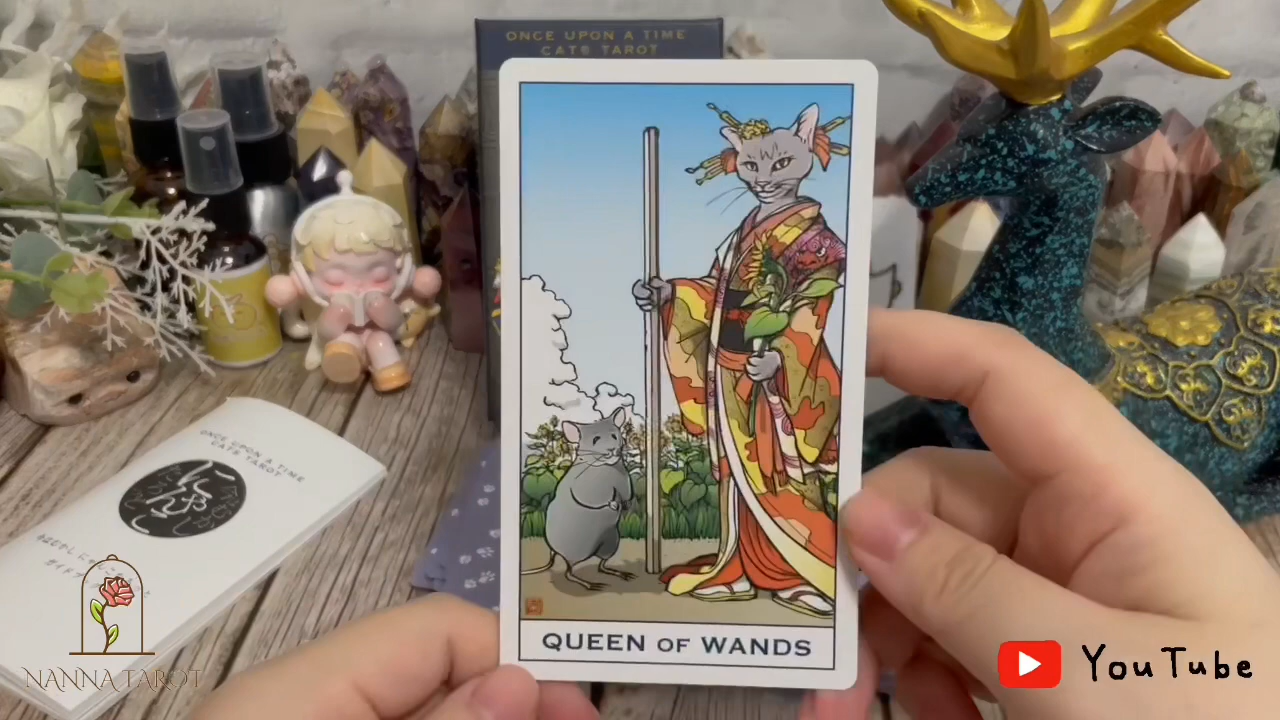 ONCE UPON A TIME
CATS TAROT
QUEEN OF WANDS
ONCE UPON A TIME
CATS TAROT
NANNA TAROT
YouTube